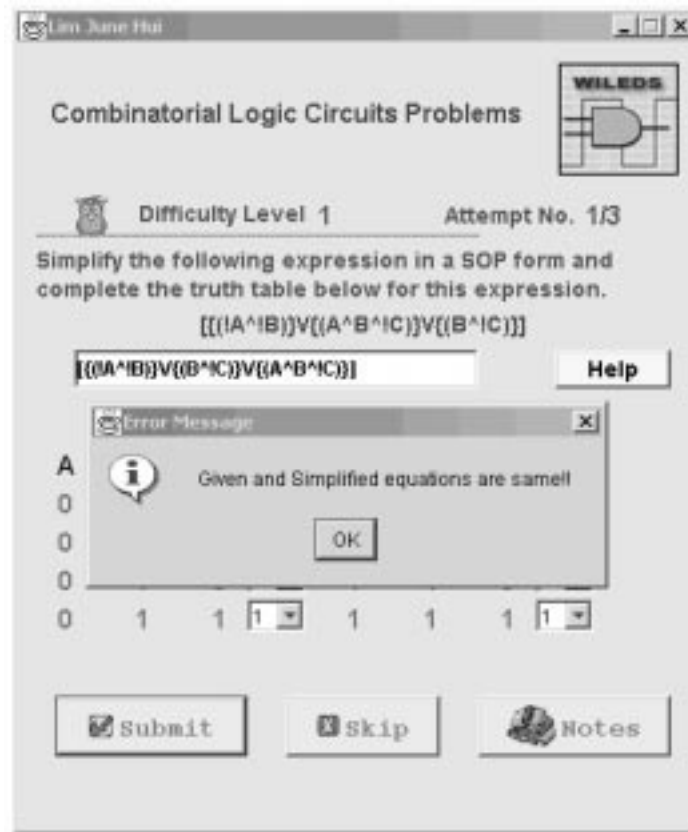 Lim June Hui
WILEDS
Combinatorial Logic Circuits Problems
Difficulty Level 1 Attempt No. 1/3
Simplify the following expression in a SOP form and
complete the truth table below for this expression.
[{(!A^!B)}V{(A^B^!C)}V{(B^!C)}]
[{(!A^!B)}V{(B^!C)}V{(A^B^!C)}] Help
Error Message
Given and Simplified equations are same!!
OK
A
0
0
0
0 1 1 1 1 1 1 1
Submit Skip Notes